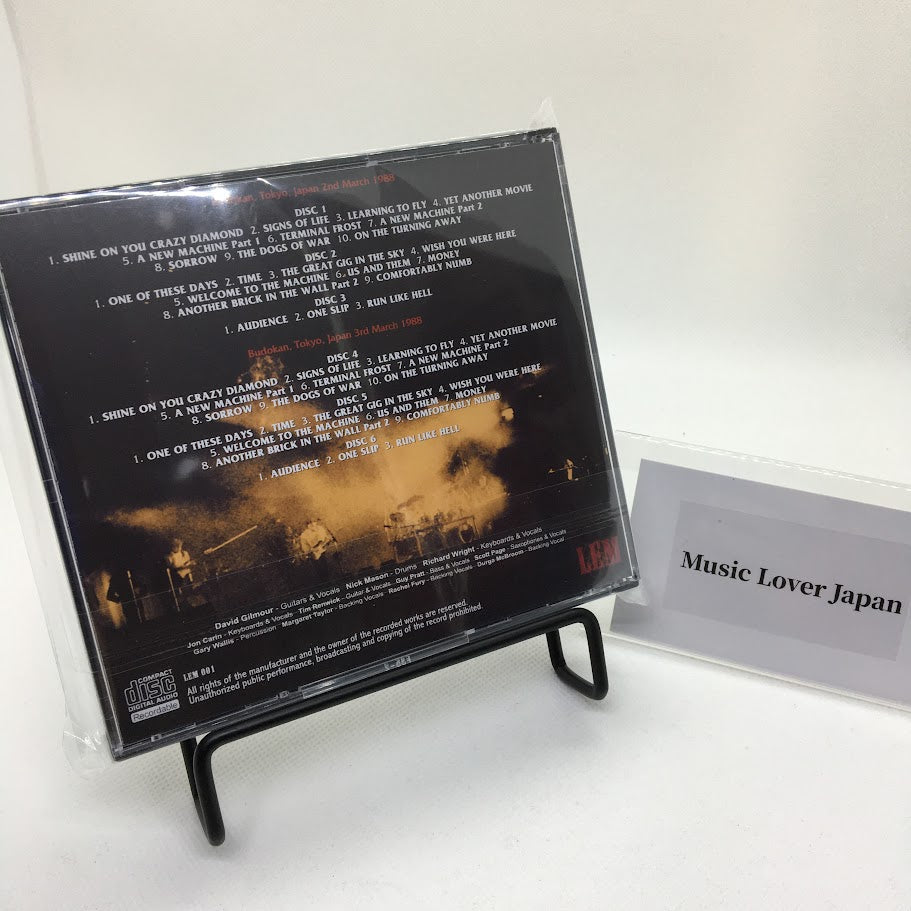 Tokyo, Japan 2nd March 1988
DISC 1
1. SHINE ON YOU CRAZY DIAMOND 2. SIGNS OF LIFE 3. LEARNING TO FLY 4. YET ANOTHER MOVIE
5. A NEW MACHINE Part 1 6. TERMINAL FROST 7. A NEW MACHINE Part 2
8. SORROW 9. THE DOGS OF WAR 10. ON THE TURNING AWAY
DISC 2
1. ONE OF THESE DAYS 2. TIME 3. THE GREAT GIG IN THE SKY 4. WISH YOU WERE HERE
5. WELCOME TO THE MACHINE 6. US AND THEM 7. MONEY
8. ANOTHER BRICK IN THE WALL Part 2 9. COMFORTABLY NUMB
DISC 3
1. AUDIENCE 2. ONE SLIP 3. RUN LIKE HELL
Budokan, Tokyo, Japan 3rd March 1988
DISC 4
1. SHINE ON YOU CRAZY DIAMOND 2. SIGNS OF LIFE 3. LEARNING TO FLY 4. YET ANOTHER MOVIE
5. A NEW MACHINE Part 1 6. TERMINAL FROST 7. A NEW MACHINE Part 2
8. SORROW 9. THE DOGS OF WAR 10. ON THE TURNING AWAY
DISC 5
1. ONE OF THESE DAYS 2. TIME 3. THE GREAT GIG IN THE SKY 4. WISH YOU WERE HERE
5. WELCOME TO THE MACHINE 6. US AND THEM 7. MONEY
8. ANOTHER BRICK IN THE WALL Part 2 9. COMFORTABLY NUMB
DISC 6
1. AUDIENCE 2. ONE SLIP 3. RUN LIKE HELL
David Gilmour - Guitars & Vocals Nick Mason - Drums Richard Wright - Keyboards & Vocals
Jon Carin - Keyboards & Vocals Tim Renwick - Guitar & Vocals Guy Pratt - Bass & Vocals Scott Page - Saxophones & Vocals
Gary Wallis - Percussion Margaret Taylor - Backing Vocals Rachel Fury - Backing Vocals Durga McBroom - Backing Vocal
LEM
LEM 001
All rights of the manufacturer and the owner of the recorded works are reserved.
Unauthorized public performance, broadcasting and copying of the record prohibited.
COMPACT
disc
DIGITAL AUDIO
Recordable
Music Lover Japan